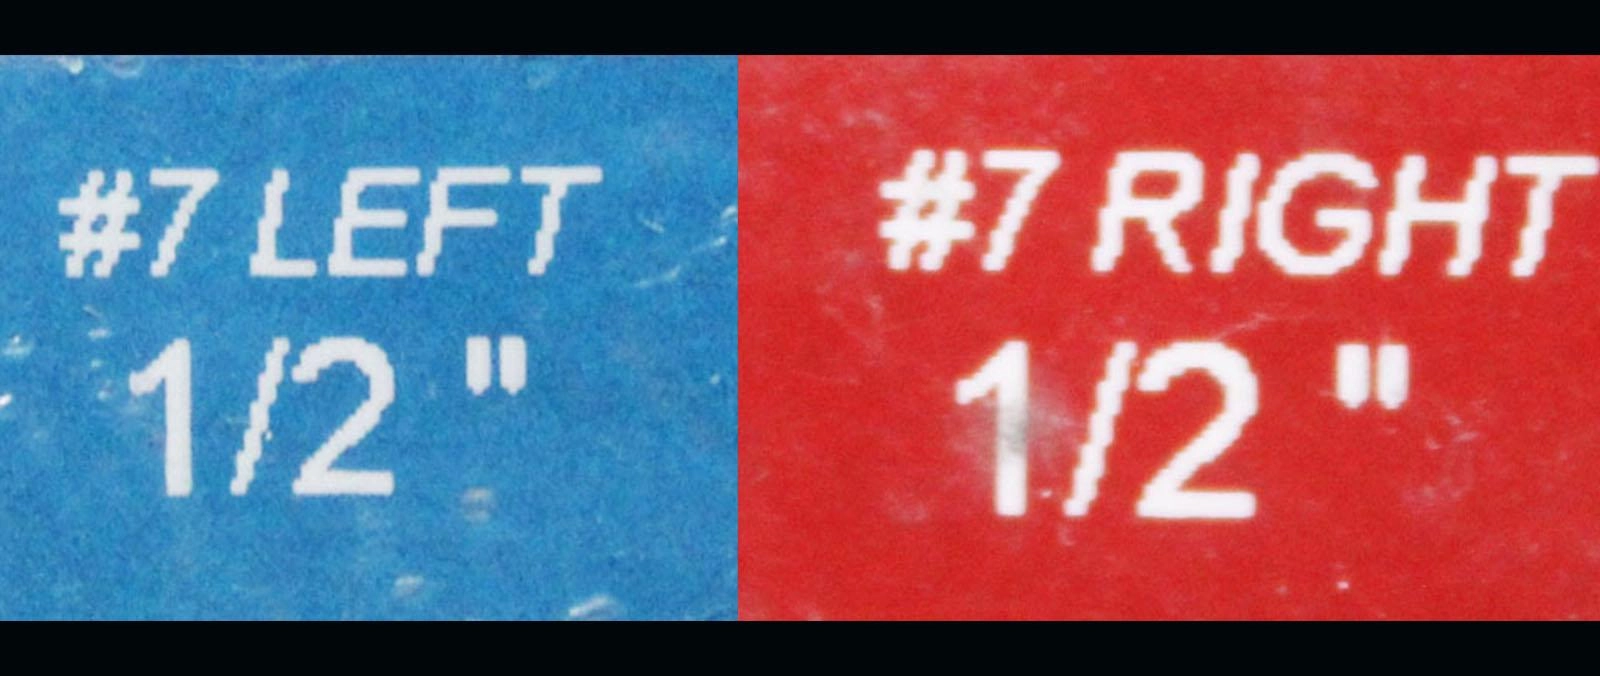 #7 LEFT
1/2 "
#7 RIGHT
1/2 "